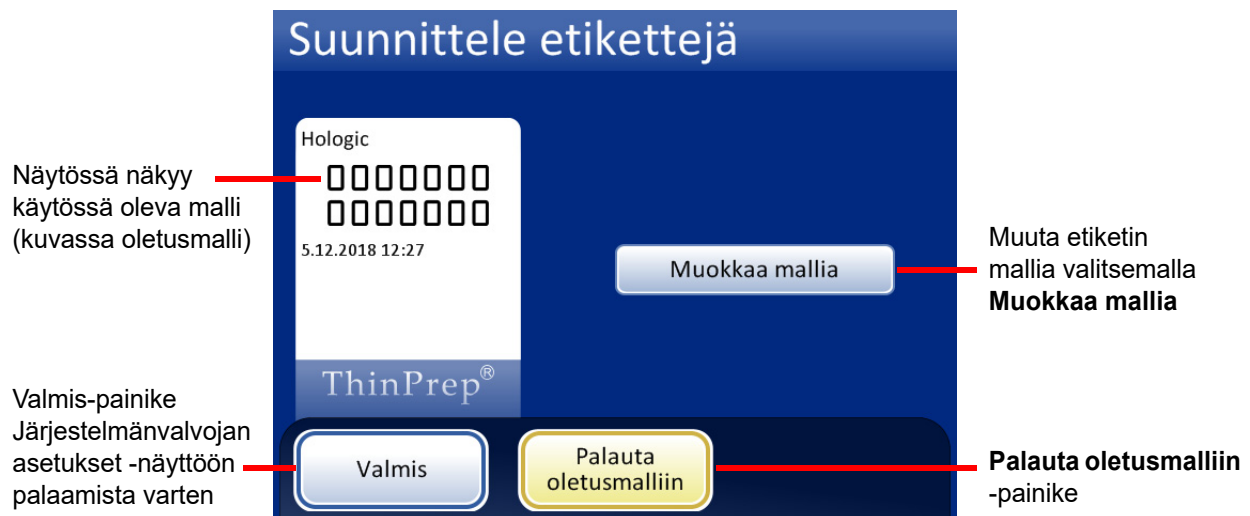 Suunnittele etikettejä
Hologic
0000000
0000000
5.12.2018 12:27
ThinPrep®
Muokkaa mallia
Valmis
Palauta
oletusmalliin
Näytössä näkyy
käytössä oleva malli
(kuvassa oletusmalli)
Valmis-painike
Järjestelmänvalvojan
asetukset -näyttöön
palaamista varten
Muuta etiketin
mallia valitsemalla
Muokkaa mallia
Palauta oletusmalliin
-painike